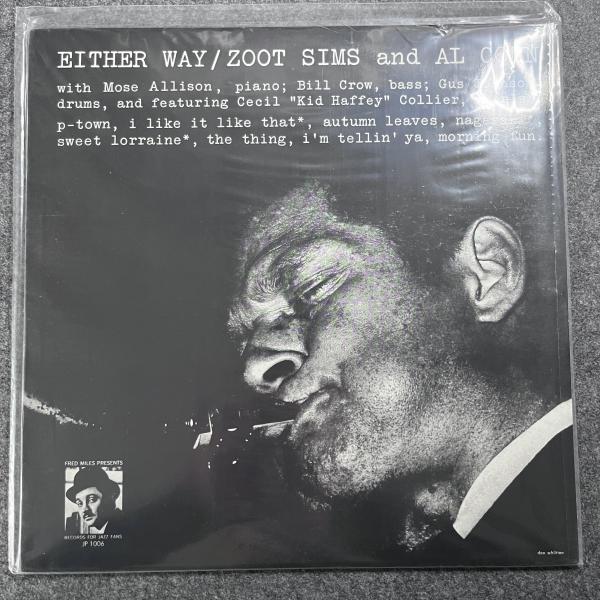 EITHER WAY/ZOOT SIMS and AL COHN
with Mose Allison, piano; Bill Crow, bass; Gus
drums, and featuring Cecil "Kid Haffey" Collier,
p-town, i like it like that*, autumn leaves,
sweet lorraine*, the thing, i'm tellin' ya, morning fun.
FRED MILES PRESENTS
RECORDS FOR JAZZ FANS
JP 1006